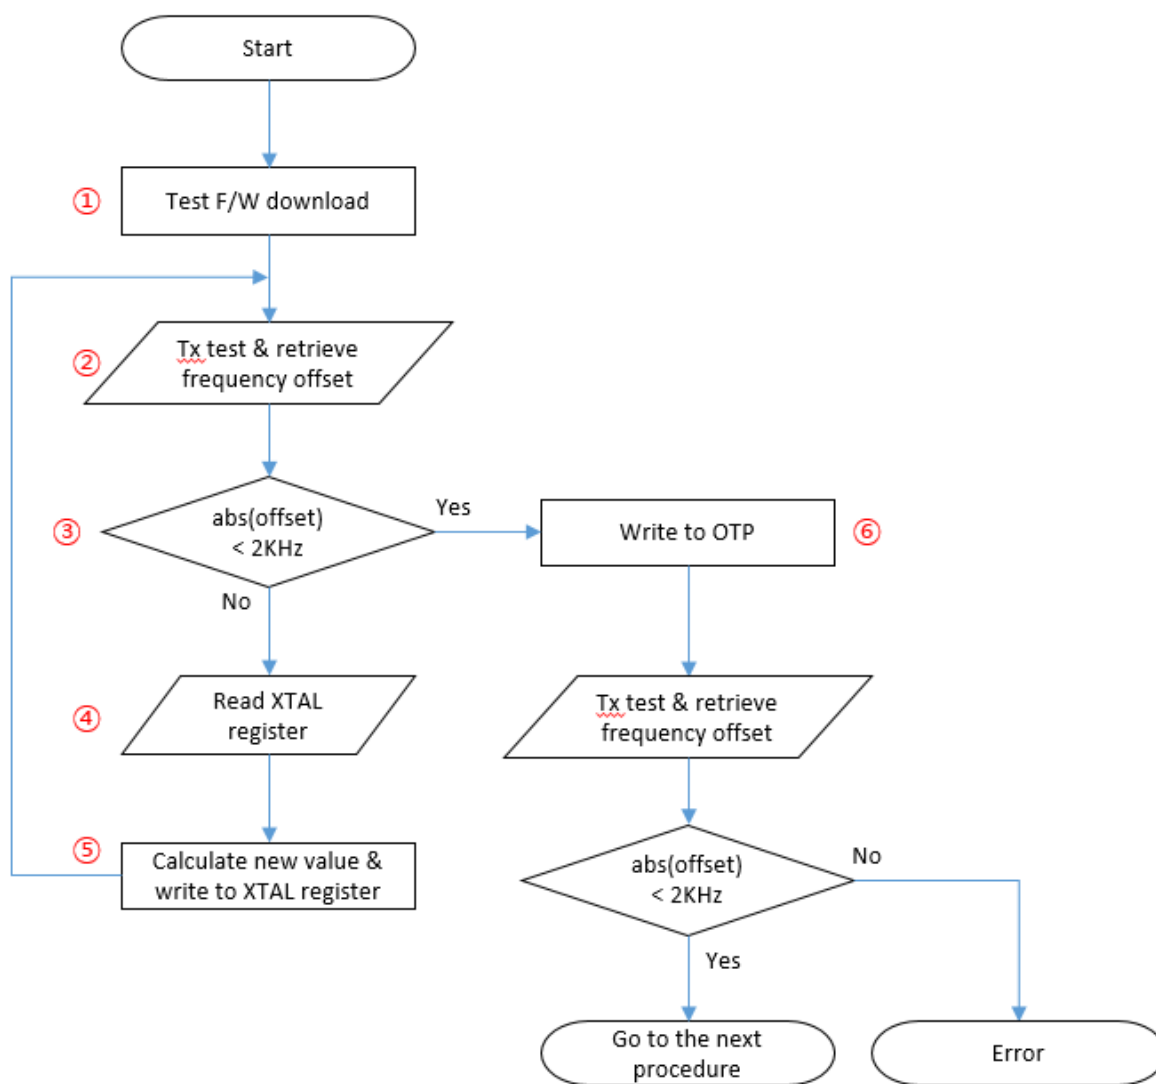 Start
①
Test F/W download
②
Tx test & retrieve
frequency offset
③
abs(offset)
< 2KHz
Yes
Write to OTP
⑥
No
④
Read XTAL
register
Tx test & retrieve
frequency offset
⑤
Calculate new value &
write to XTAL register
abs(offset)
< 2KHz
No
Yes
Go to the next
procedure
Error